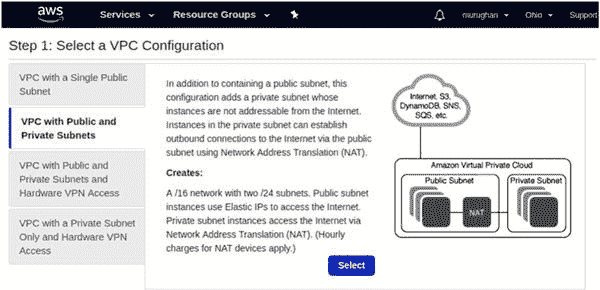 aws Services Resource Groups murughan Ohio Support
Step 1: Select a VPC Configuration
VPC with a Single Public
Subnet
VPC with Public and
Private Subnets
VPC with Public and
Private Subnets and
Hardware VPN Access
VPC with a Private Subnet
Only and Hardware VPN
Access
In addition to containing a public subnet, this
configuration adds a private subnet whose
instances are not addressable from the Internet.
Instances in the private subnet can establish
outbound connections to the Internet via the public
subnet using Network Address Translation (NAT).
Creates:
A /16 network with two /24 subnets. Public subnet
instances use Elastic IPs to access the Internet.
Private subnet instances access the Internet via
Network Address Translation (NAT). (Hourly
charges for NAT devices apply.)
Select
Internet, S3,
DynamoDB, SNS,
SQS, etc.
Amazon Virtual Private Cloud
Public Subnet
Private Subnet
NAT